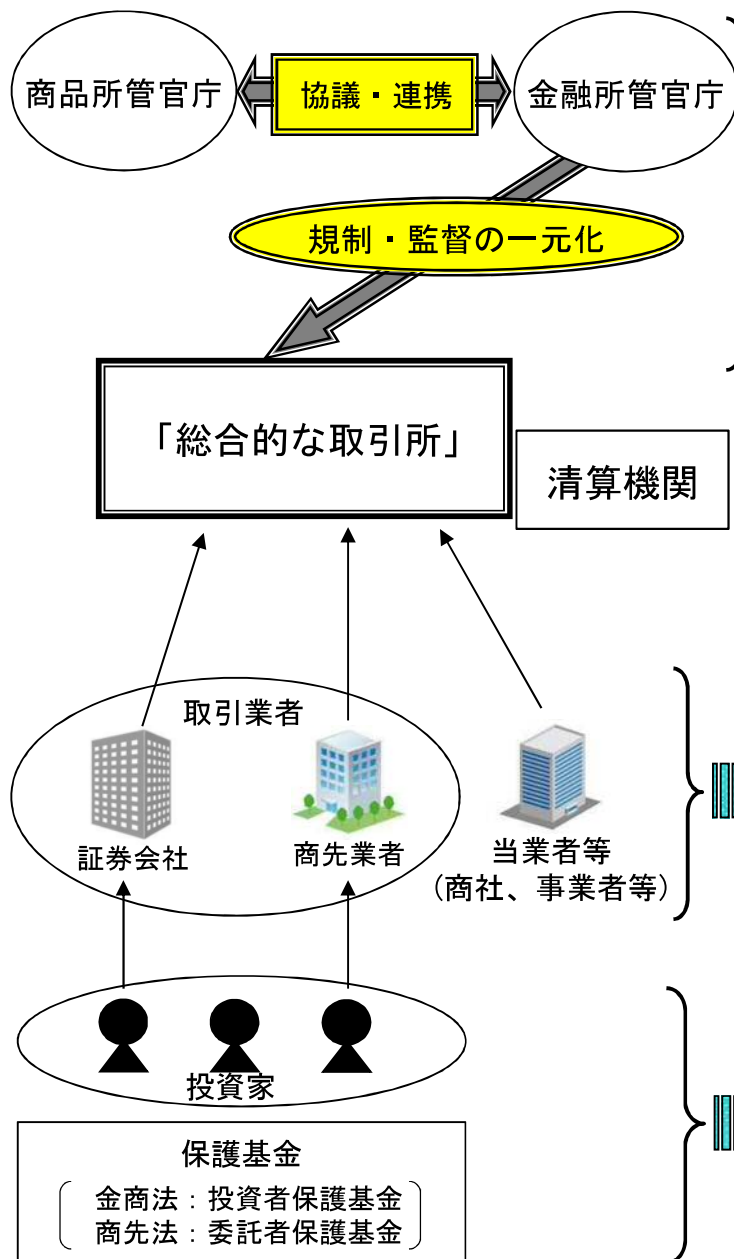 商品所管官庁
協議・連携
金融所管官庁
規制・監督の一元化
「総合的な取引所」
清算機関
取引業者
証券会社
商先業者
当業者等
(商社、事業者等)
投資家
保護基金
金商法：投資者保護基金
商先法：委託者保護基金